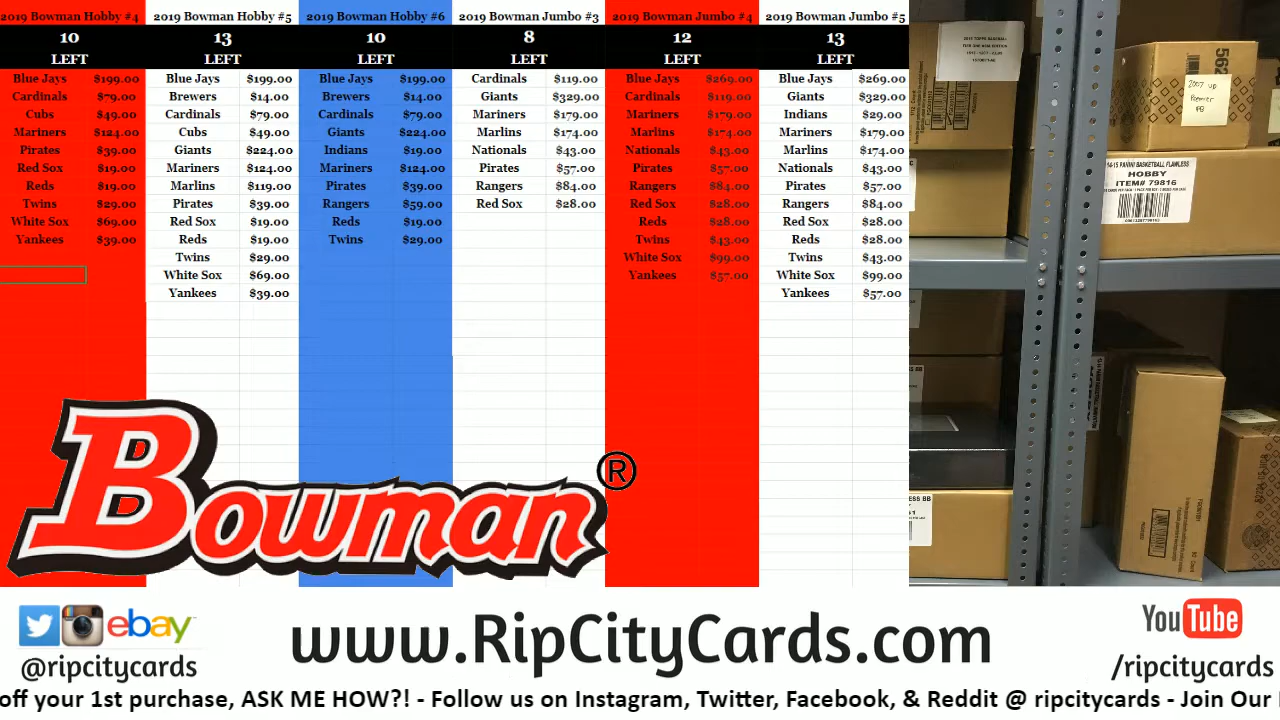 2019 Bowman Hobby #4
10
LEFT
Blue Jays $199.00
Cardinals $79.00
Cubs $49.00
Mariners $124.00
Pirates $39.00
Red Sox $19.00
Reds $19.00
Twins $29.00
White Sox $69.00
Yankees $39.00
2019 Bowman Hobby #5
13
LEFT
Blue Jays $199.00
Brewers $14.00
Cardinals $79.00
Cubs $49.00
Giants $224.00
Mariners $124.00
Marlins $119.00
Pirates $39.00
Red Sox $19.00
Reds $19.00
Twins $29.00
White Sox $69.00
Yankees $39.00
2019 Bowman Hobby #6
10
LEFT
Blue Jays $199.00
Brewers $14.00
Cardinals $79.00
Giants $224.00
Indians $19.00
Mariners $124.00
Pirates $39.00
Rangers $59.00
Reds $19.00
Twins $29.00
2019 Bowman Jumbo #3
8
LEFT
Cardinals $119.00
Giants $329.00
Mariners $179.00
Marlins $174.00
Nationals $43.00
Pirates $57.00
Rangers $84.00
Red Sox $28.00
2019 Bowman Jumbo #4
12
LEFT
Blue Jays $269.00
Cardinals $119.00
Mariners $179.00
Marlins $174.00
Nationals $43.00
Pirates $57.00
Rangers $84.00
Red Sox $28.00
Reds $28.00
Twins $43.00
White Sox $99.00
Yankees $57.00
2019 Bowman Jumbo #5
13
LEFT
Blue Jays $269.00
Giants $329.00
Indians $29.00
Mariners $179.00
Marlins $174.00
Nationals $43.00
Pirates $57.00
Rangers $84.00
Red Sox $28.00
Reds $28.00
Twins $43.00
White Sox $99.00
Yankees $57.00
562
2007 UD
Premier
FB
14-15 PANINI BASKETBALL FLAWLESS
HOBBY
ITEM# 79816
Bowman®
ebay
@ripcitycards
www.RipCityCards.com
YouTube
/ripcitycards
off your 1st purchase, ASK ME HOW?! - Follow us on Instagram, Twitter, Facebook, & Reddit @ ripcitycards - Join Our